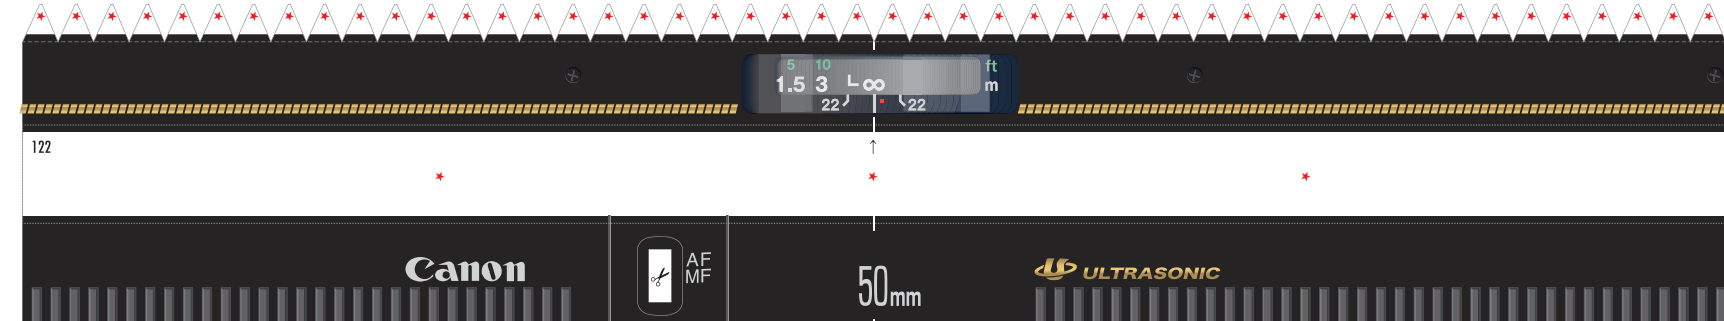 5 10 ft
1.5 3 L∞ m
22 22
122
↑
Canon
AF
MF
50mm
ULTRASONIC